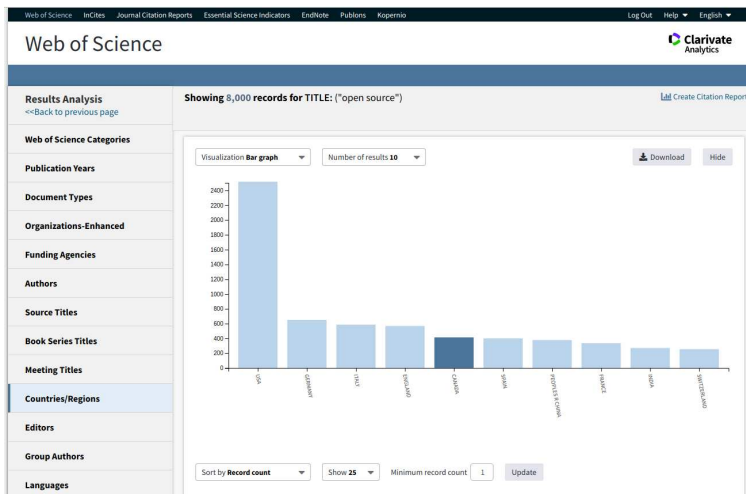 Web of Science InCites Journal Citation Reports Essential Science Indicators EndNote Publons Kopernio Log Out Help English
Web of Science
Clarivate
Analytics
Results Analysis
<<Back to previous page
Showing 8,000 records for TITLE: ("open source")
Create Citation Report
Web of Science Categories
Publication Years
Document Types
Organizations-Enhanced
Funding Agencies
Authors
Source Titles
Book Series Titles
Meeting Titles
Countries/Regions
Editors
Group Authors
Languages
Visualization Bar graph
Number of results 10
Download
Hide
2400
2200
2000
1800
1600
1400
1200
1000
800
600
400
200
0
USA
GERMANY
ITALY
ENGLAND
CANADA
SPAIN
PEOPLES R CHINA
FRANCE
INDIA
SWITZERLAND
Sort by Record count
Show 25
Minimum record count 1
Update